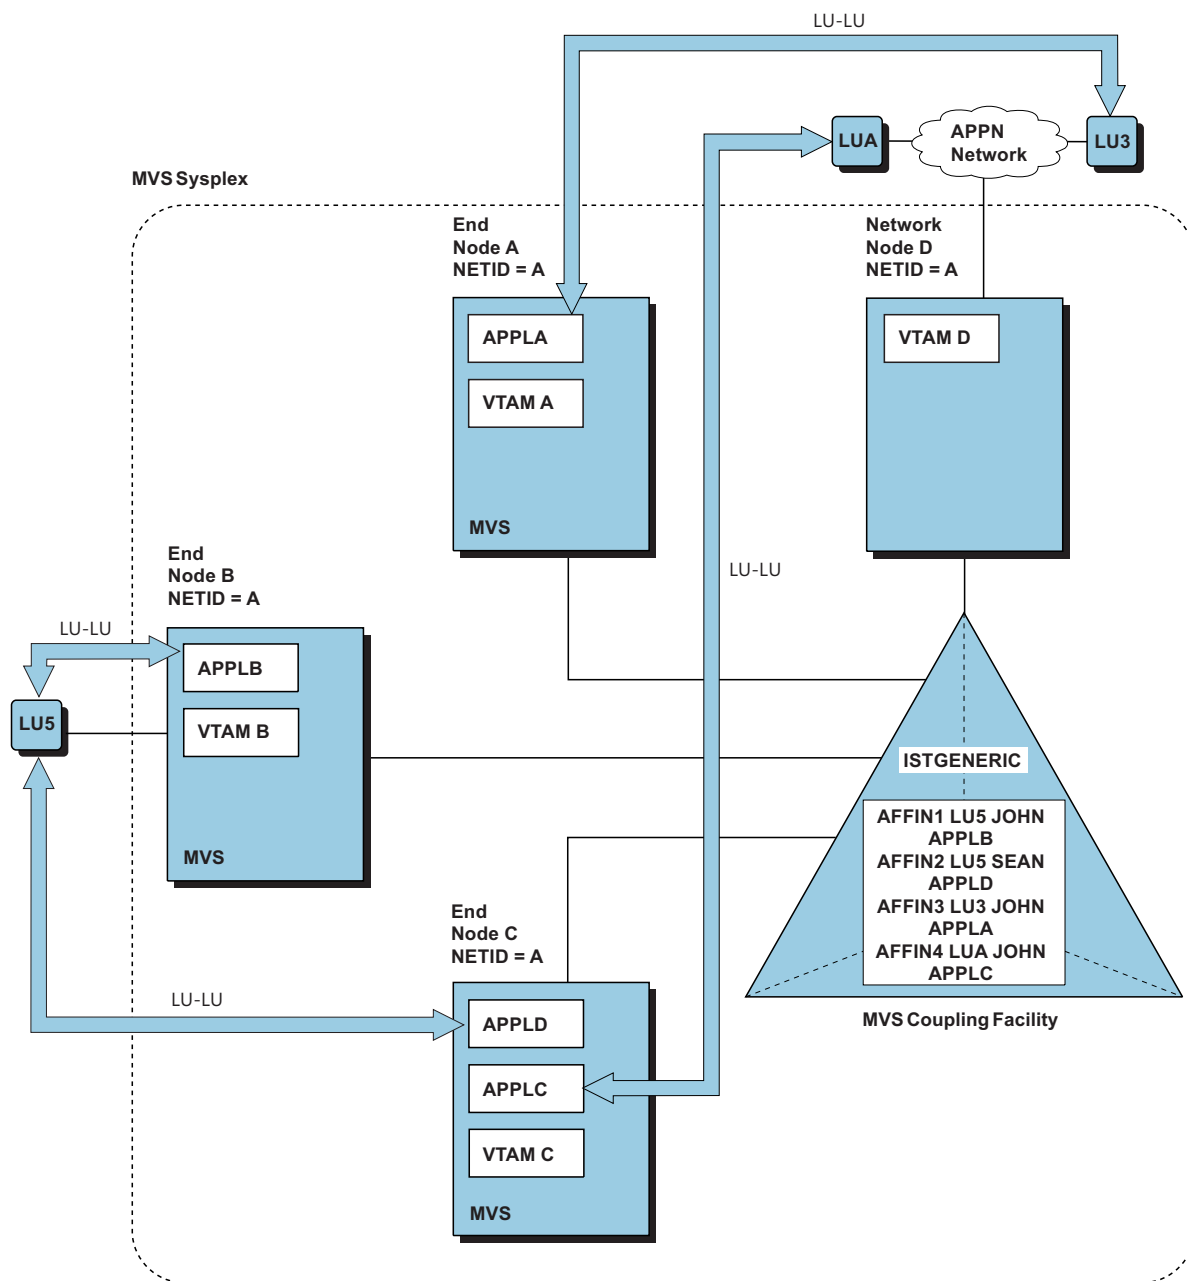 LU-LU
LUA
APPN
Network
LU3
MVS Sysplex
End
Node A
NETID = A
Network
Node D
NETID = A
APPLA
VTAM A
MVS
VTAM D
End
Node B
NETID = A
LU-LU
LU-LU
APPLB
LU5
VTAM B
MVS
ISTGENERIC
AFFIN1 LU5 JOHN
APPLB
AFFIN2 LU5 SEAN
APPLD
AFFIN3 LU3 JOHN
APPLA
AFFIN4 LUA JOHN
APPLC
MVS Coupling Facility
End
Node C
NETID = A
LU-LU
APPLD
APPLC
VTAM C
MVS